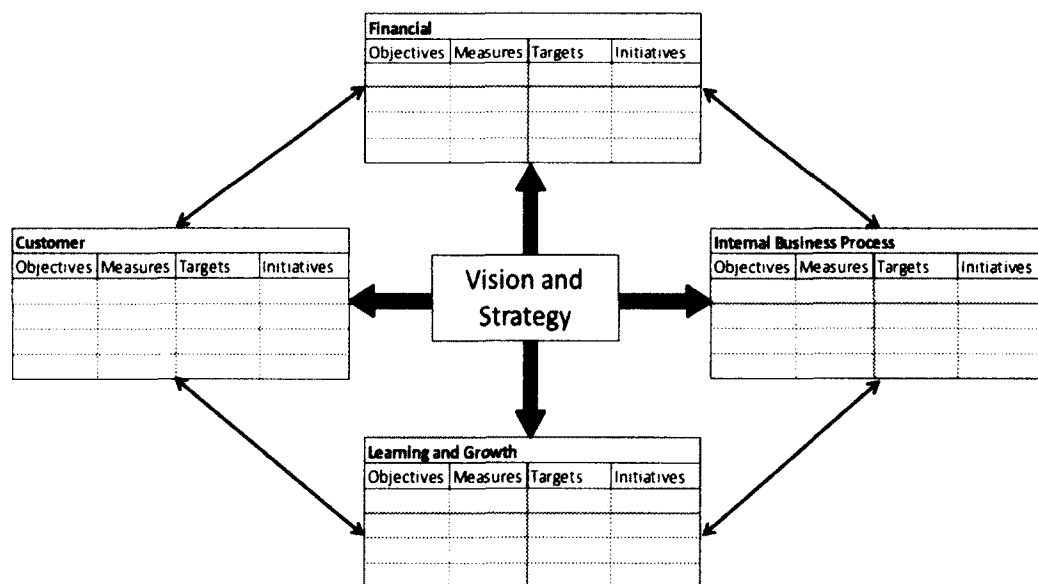 Financial
Objectives Measures Targets Initiatives
Customer
Objectives Measures Targets Initiatives
Vision and
Strategy
Internal Business Process
Objectives Measures Targets Initiatives
Learning and Growth
Objectives Measures Targets Initiatives